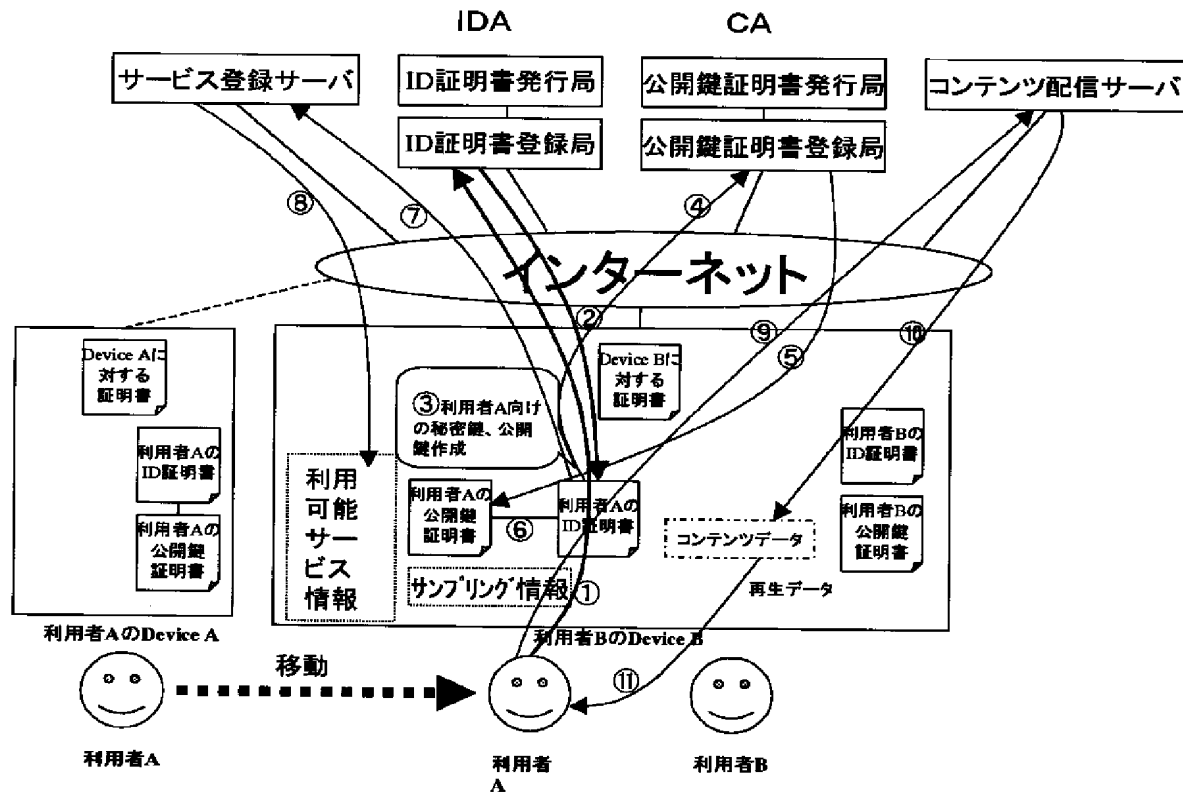 IDA
CA
サービス登録サーバ
ID証明書発行局
公開鍵証明書発行局
コンテンツ配信サーバ
ID証明書登録局
公開鍵証明書登録局
⑧
⑦
④
インターネット
②
⑨
⑤
⑩
Device Aに
対する
証明書
利用者Aの
ID証明書
利用者Aの
公開鍵
証明書
利用者AのDevice A
③利用者A向け
の秘密鍵、公開
鍵作成
Device Bに
対する
証明書
利用
可能
サー
ビス
情報
利用者Aの
公開鍵
証明書
⑥
利用者Aの
ID証明書
サンプリング情報
①
コンテンツデータ
再生データ
利用者Bの
ID証明書
利用者Bの
公開鍵
証明書
利用者BのDevice B
移動
⑪
利用者A
利用者
A
利用者B